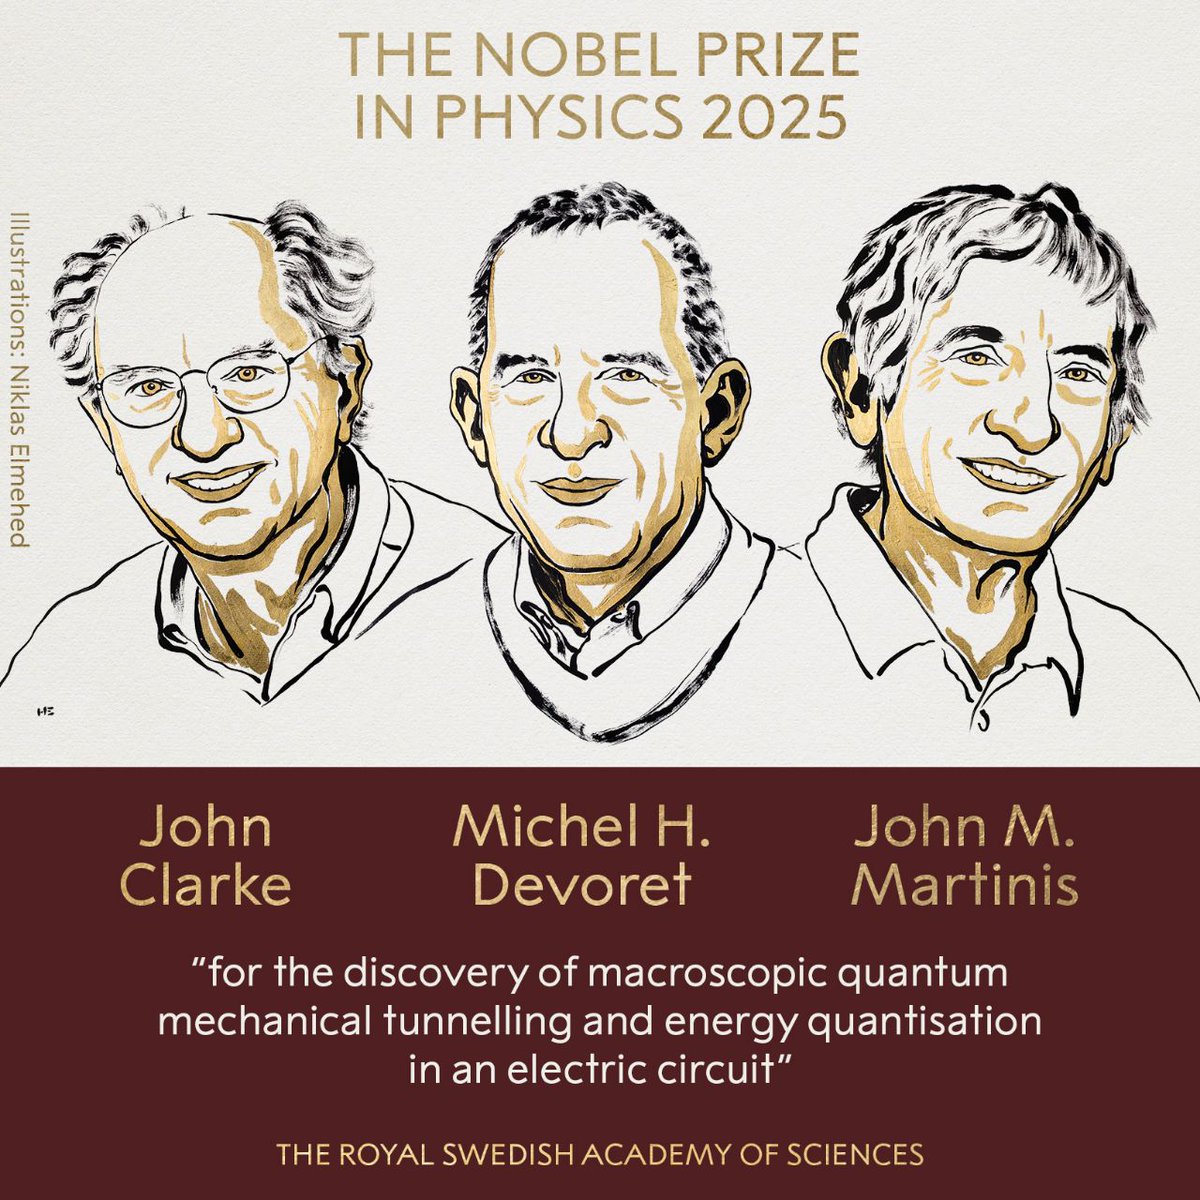 THE NOBEL PRIZE
IN PHYSICS 2025
Illustrations: Niklas Elmehed
HE
John
Clarke
Michel H.
Devoret
John M.
Martinis
“for the discovery of macroscopic quantum
mechanical tunnelling and energy quantisation
in an electric circuit”
THE ROYAL SWEDISH ACADEMY OF SCIENCES